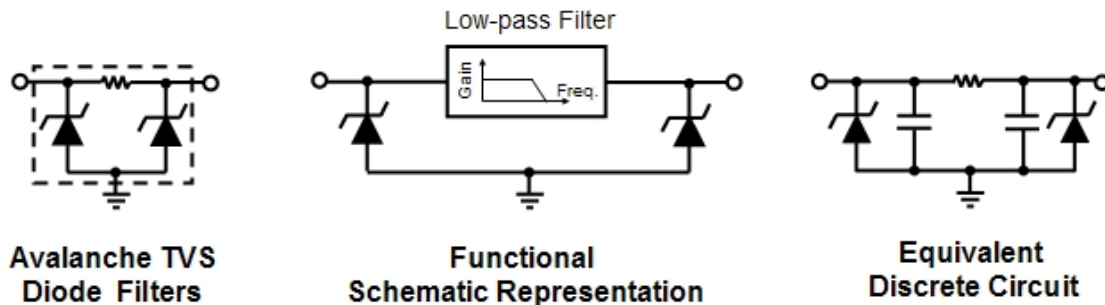 Low-pass Filter
Gain
Freq.
Avalanche TVS
Diode Filters
Functional
Schematic Representation
Equivalent
Discrete Circuit